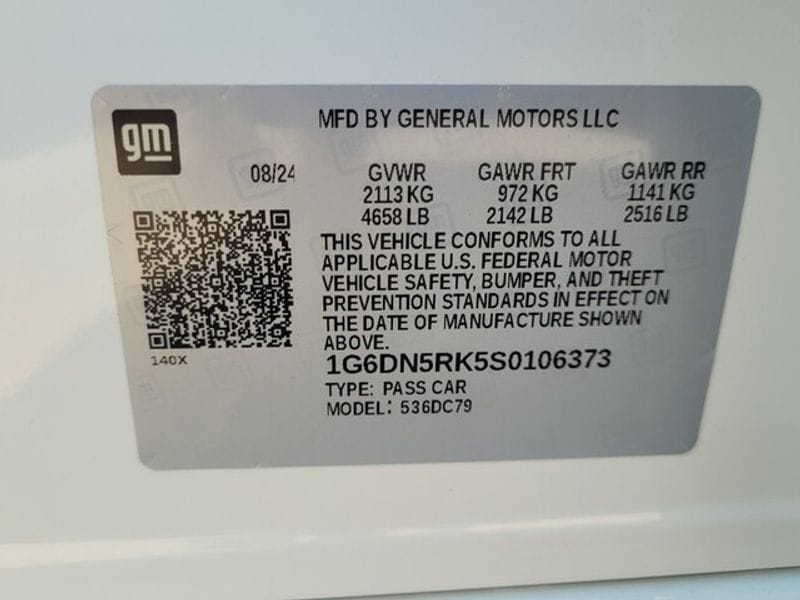 gm
MFD BY GENERAL MOTORS LLC
08/24 GVWR GAWR FRT GAWR RR
2113 KG 972 KG 1141 KG
4658 LB 2142 LB 2516 LB
THIS VEHICLE CONFORMS TO ALL
APPLICABLE U.S. FEDERAL MOTOR
VEHICLE SAFETY, BUMPER, AND THEFT
PREVENTION STANDARDS IN EFFECT ON
THE DATE OF MANUFACTURE SHOWN
ABOVE.
140X
1G6DN5RK5S0106373
TYPE: PASS CAR
MODEL: 536DC79